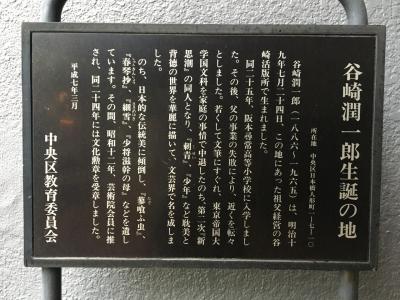 谷崎潤一郎生誕の地
所在地 中央区日本橋人形町一―七―一〇
谷崎潤一郎(一八八六～一九六五)は、明治十
九年七月二十四日、この地にあった祖父経営の谷
崎活版所で生まれました。
同二十五年、阪本尋常高等小学校に入学しまし
た。その後、父の事業の失敗により、近くを転々
としました。若くして文筆にすぐれ、東京帝国大
学国文科を家庭の事情で中退したのち、第二次『新
思潮』の同人となり、『刺青』、『少年』など耽美と
背徳の世界を華麗に描いて、文芸界で名を成しま
した。
のち、日本的な伝統美に傾倒し、『蓼喰ふ虫』、
『春琴抄』、『細雪』、『少将滋幹の母』などを遺し
ています。その間、昭和十二年、芸術院会員に推
され、同二十四年には文化勲章を受章しました。
平成七年三月
中央区教育委員会